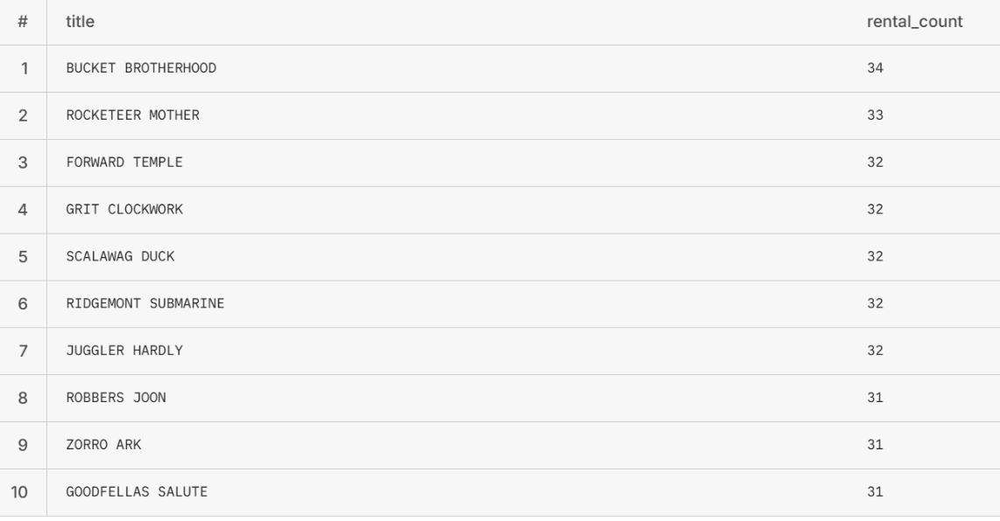 # title rental_count
1 BUCKET BROTHERHOOD 34
2 ROCKETEER MOTHER 33
3 FORWARD TEMPLE 32
4 GRIT CLOCKWORK 32
5 SCALAWAG DUCK 32
6 RIDGEMONT SUBMARINE 32
7 JUGGLER HARDLY 32
8 ROBBERS JOON 31
9 ZORRO ARK 31
10 GOODFELLAS SALUTE 31